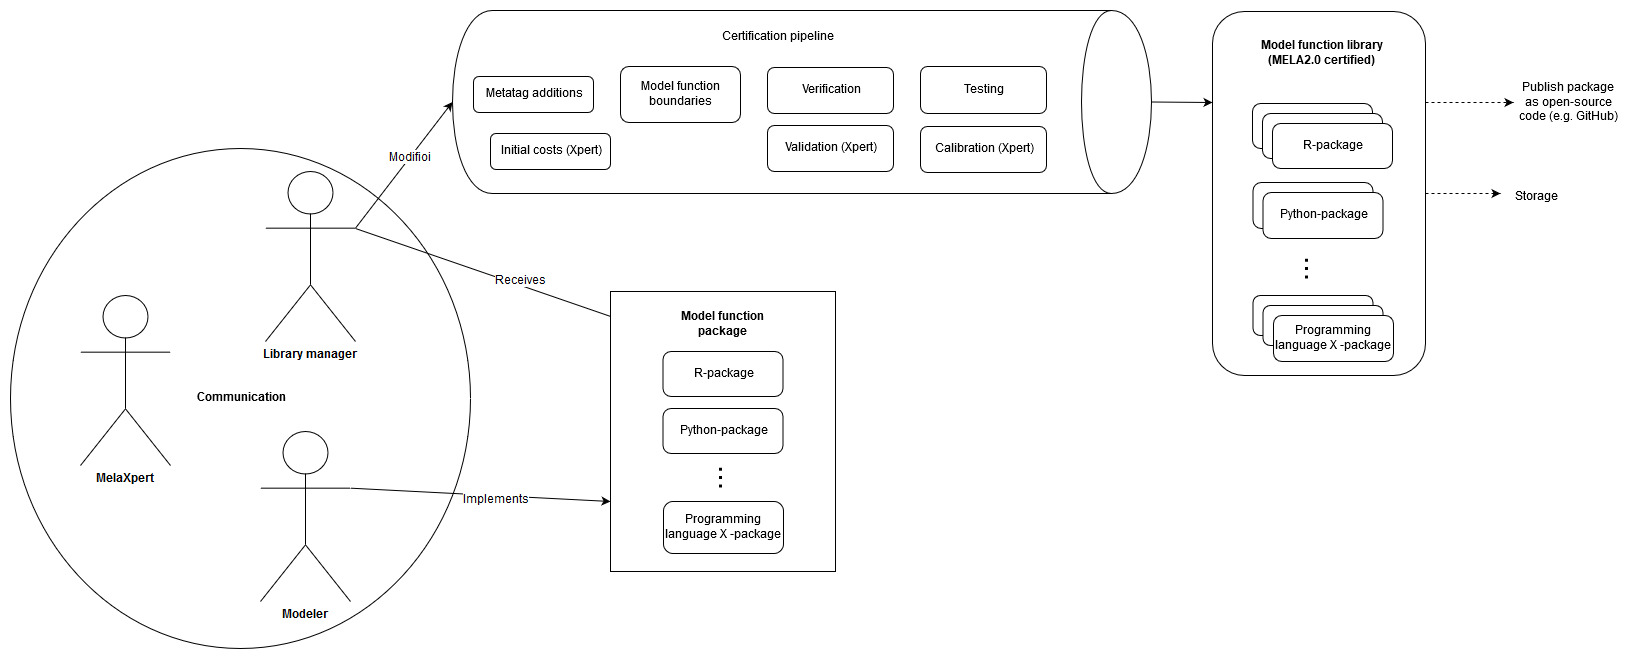 Certification pipeline
Metatag additions
Model function
boundaries
Verification
Testing
Initial costs (Xpert)
Validation (Xpert)
Calibration (Xpert)
Model function library
(MELA2.0 certified)
R-package
Python-package
Programming
language X -package
Publish package
as open-source
code (e.g. GitHub)
Storage
Modifioi
Receives
Library manager
MelaXpert
Communication
Modeler
Implements
Model function
package
R-package
Python-package
Programming
language X -package